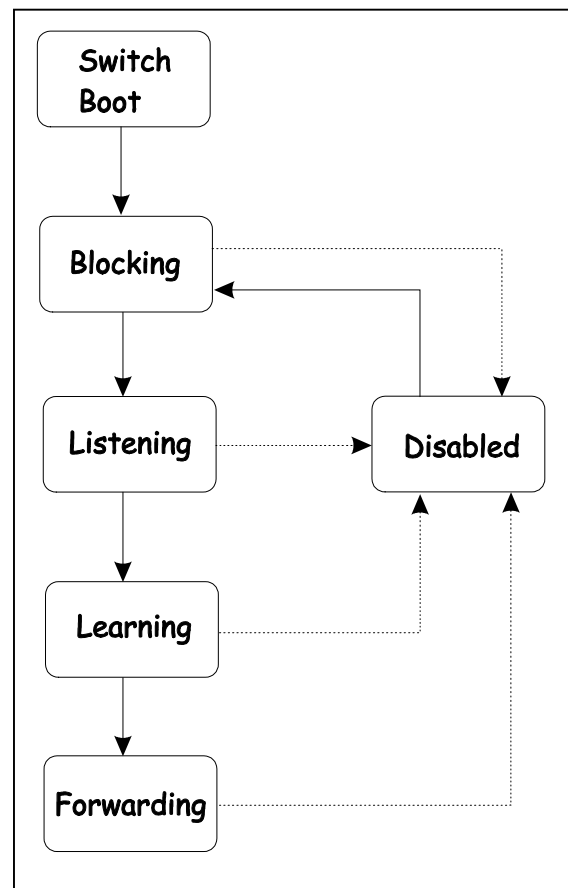 Switch
Boot
Blocking
Listening
Disabled
Learning
Forwarding